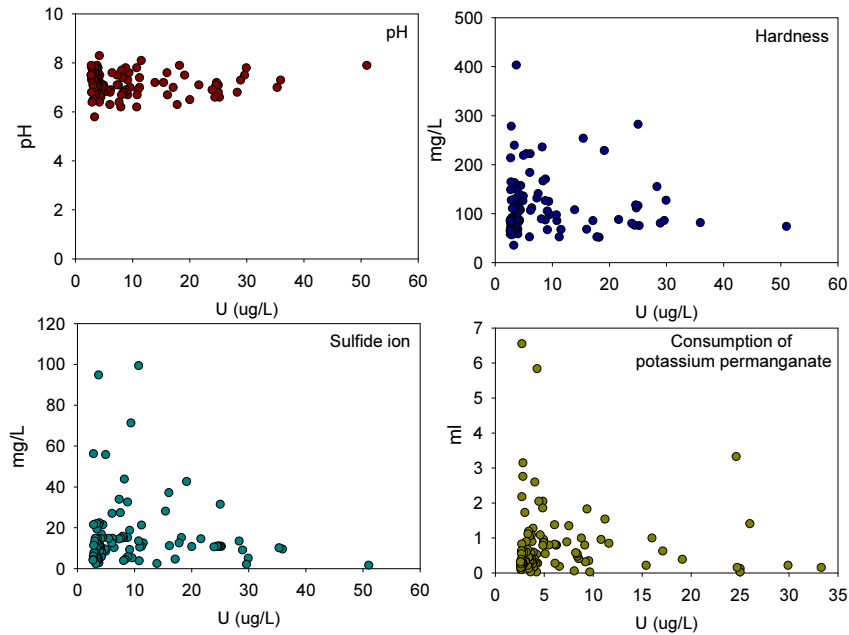 pH
10
8
6
4
2
0
pH
0 10 20 30 40 50 60
U (ug/L)
Hardness
500
400
300
200
100
0
mg/L
0 10 20 30 40 50 60
U (ug/L)
Sulfide ion
120
100
80
60
40
20
0
mg/L
0 10 20 30 40 50 60
U (ug/L)
Consumption of
potassium permanganate
7
6
5
4
3
2
1
0
ml
0 5 10 15 20 25 30 35
U (ug/L)